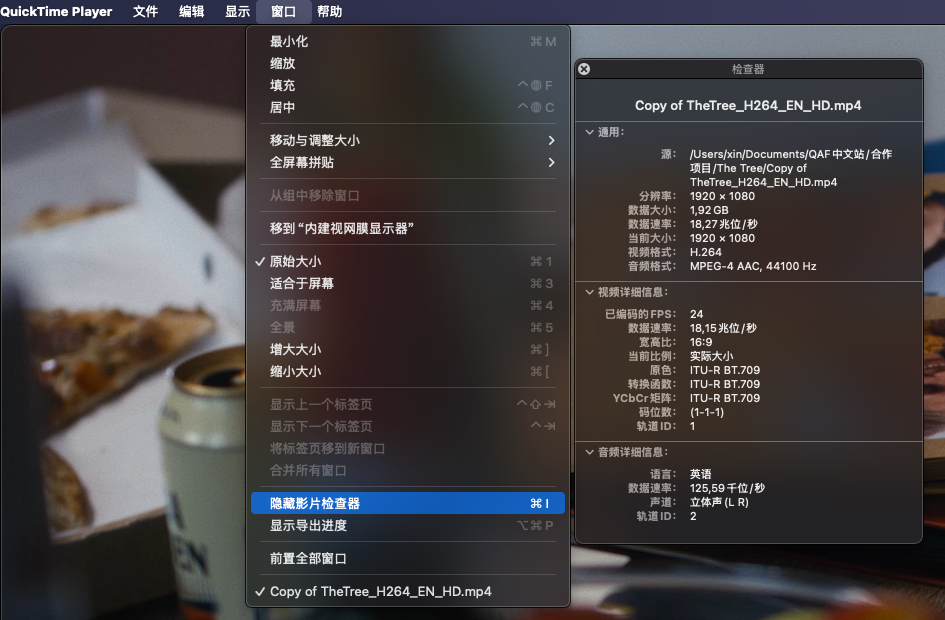 QuickTime Player 文件 编辑 显示 窗口 帮助
最小化 ⌘ M
缩放
填充 ^ 🌐 F
居中 ^ 🌐 C
移动与调整大小 >
全屏幕拼贴 >
从组中移除窗口
移到“内建视网膜显示器”
✓ 原始大小 ⌘ 1
适合于屏幕 ⌘ 3
充满屏幕 ⌘ 4
全景 ⌘ 5
增大大小 ⌘ ]
缩小大小 ⌘ [
显示上一个标签页 ^⇧⇥
显示下一个标签页 ^⇥
将标签页移到新窗口
合并所有窗口
隐藏影片检查器 ⌘ I
显示导出进度 ⌥⌘ P
前置全部窗口
✓ Copy of TheTree_H264_EN_HD.mp4
检查器
Copy of TheTree_H264_EN_HD.mp4
通用:
源: /Users/xin/Documents/QAF中文站/合作
项目/The Tree/Copy of
TheTree_H264_EN_HD.mp4
分辨率: 1920 × 1080
数据大小: 1,92 GB
数据速率: 18,27 兆位/秒
当前大小: 1920 × 1080
视频格式: H.264
音频格式: MPEG-4 AAC, 44100 Hz
视频详细信息:
已编码的FPS: 24
数据速率: 18,15 兆位/秒
宽高比: 16:9
当前比例: 实际大小
原色: ITU-R BT.709
转换函数: ITU-R BT.709
YCbCr矩阵: ITU-R BT.709
码位数: (1-1-1)
轨道ID: 1
音频详细信息:
语言: 英语
数据速率: 125,59 千位/秒
声道: 立体声 (L R)
轨道ID: 2